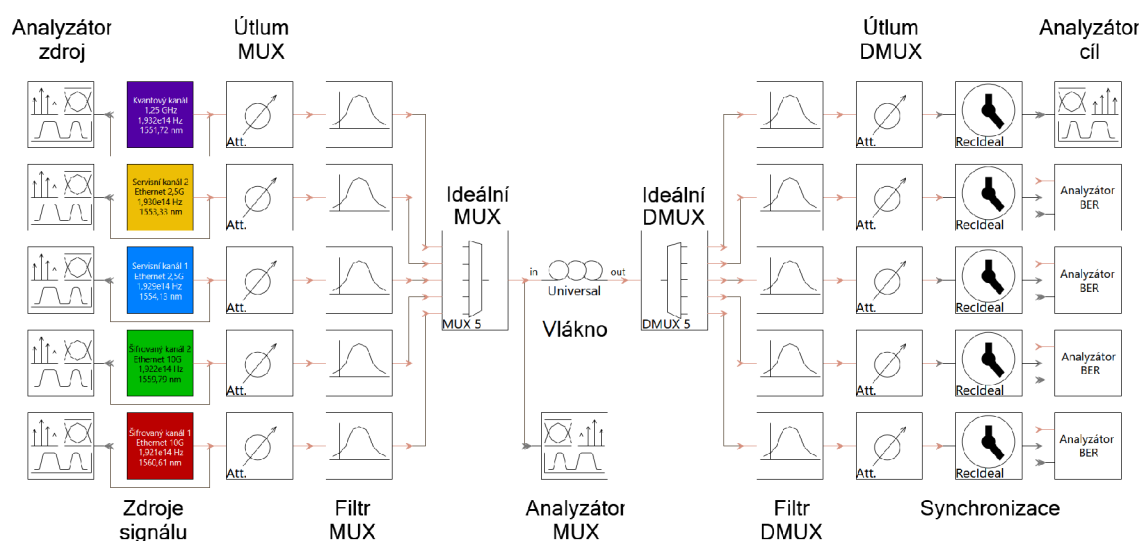 Analyzátor
zdroj
Útlum
MUX
Útlum
DMUX
Analyzátor
cíl
Kvantový kanál
1,25 GHz
1,932e14 Hz
1551,72 nm
Att.
Att.
RecIdeal
Servisní kanál 2
Ethernet 2,5G
1,930e14 Hz
1553,33 nm
Att.
Ideální
MUX
Ideální
DMUX
Att.
RecIdeal
Analyzátor
BER
Servisní kanál 1
Ethernet 2,5G
1,929e14 Hz
1554,13 nm
Att.
MUX 5
in
out
Universal
DMUX 5
Att.
RecIdeal
Analyzátor
BER
Vlákno
Šifrovaný kanál 2
Ethernet 10G
1,922e14 Hz
1559,79 nm
Att.
Att.
RecIdeal
Analyzátor
BER
Šifrovaný kanál 1
Ethernet 10G
1,921e14 Hz
1560,61 nm
Att.
Att.
RecIdeal
Analyzátor
BER
Zdroje
signálu
Filtr
MUX
Analyzátor
MUX
Filtr
DMUX
Synchronizace